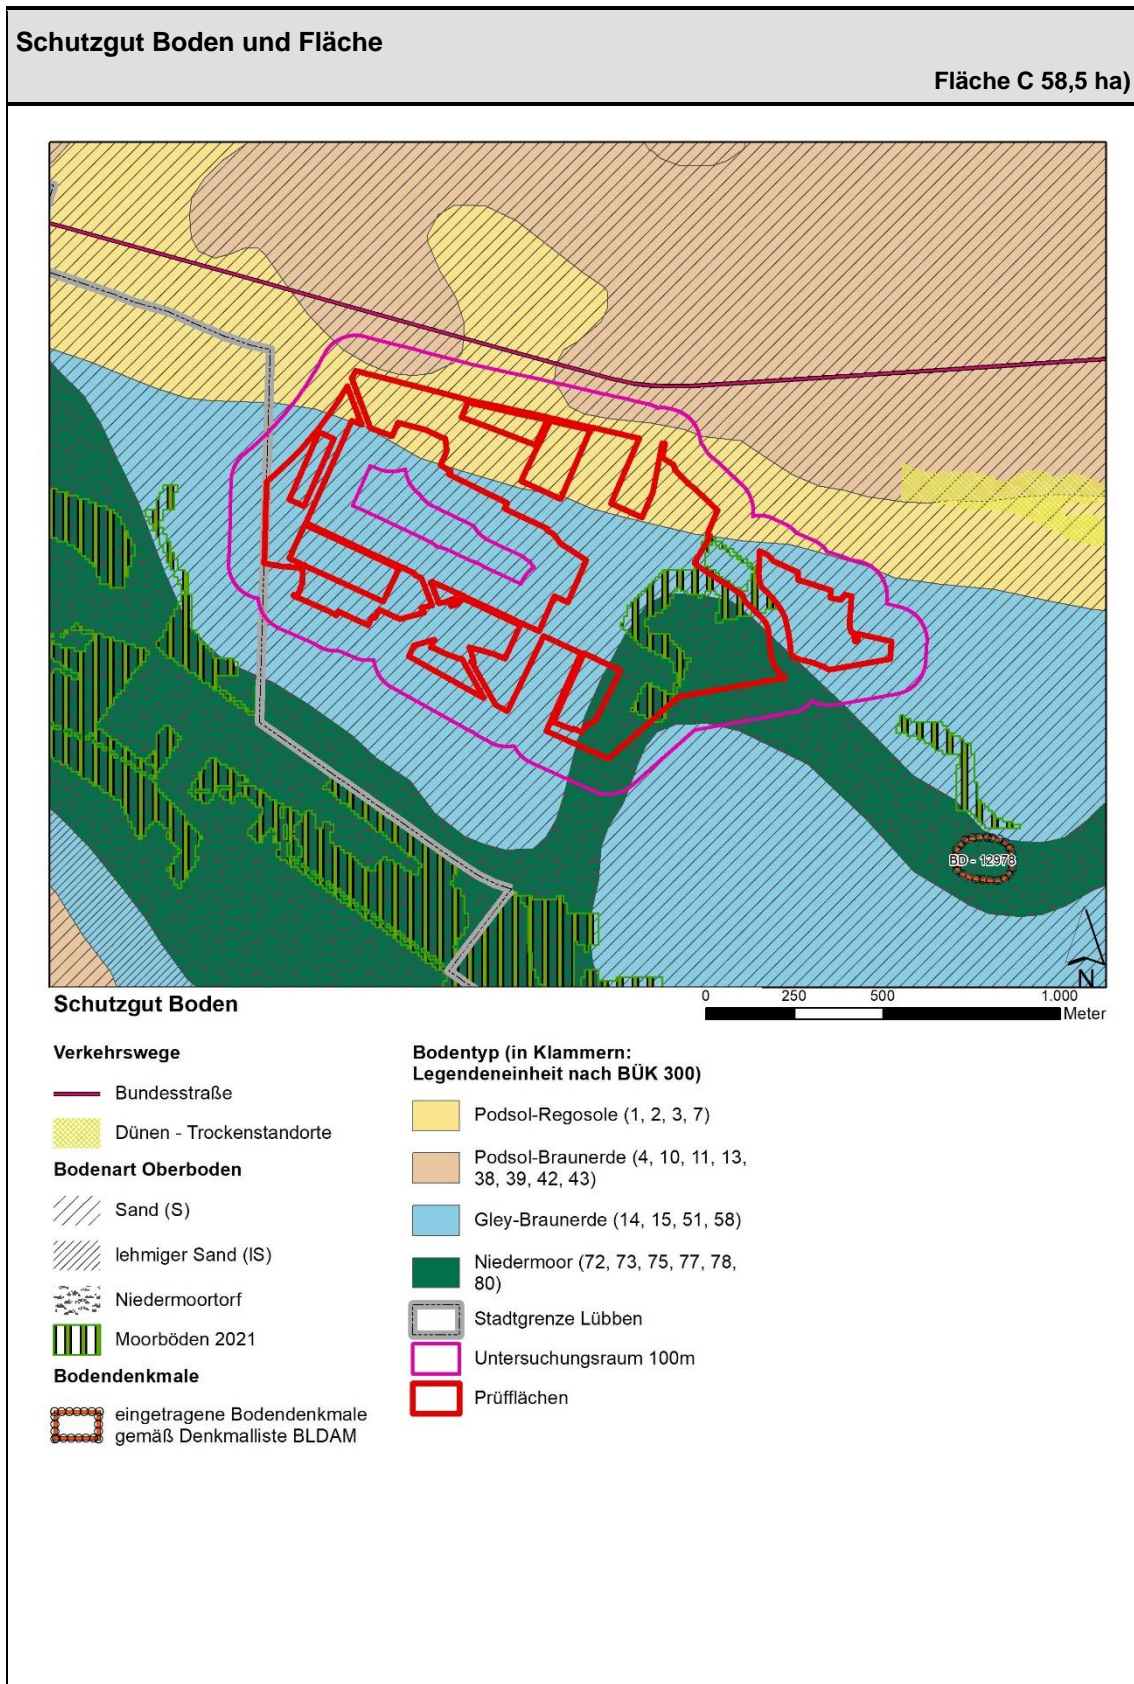 Schutzgut Boden und Fläche
Fläche C 58,5 ha)
BD - 12978
N
Schutzgut Boden
0 250 500 1.000
Meter
Verkehrswege
Bundesstraße
Dünen - Trockenstandorte
Bodenart Oberboden
Sand (S)
lehmiger Sand (lS)
Niedermoortorf
Moorböden 2021
Bodendenkmale
eingetragene Bodendenkmale
gemäß Denkmalliste BLDAM
Bodentyp (in Klammern:
Legendeneinheit nach BÜK 300)
Podsol-Regosole (1, 2, 3, 7)
Podsol-Braunerde (4, 10, 11, 13,
38, 39, 42, 43)
Gley-Braunerde (14, 15, 51, 58)
Niedermoor (72, 73, 75, 77, 78,
80)
Stadtgrenze Lübben
Untersuchungsraum 100m
Prüfflächen